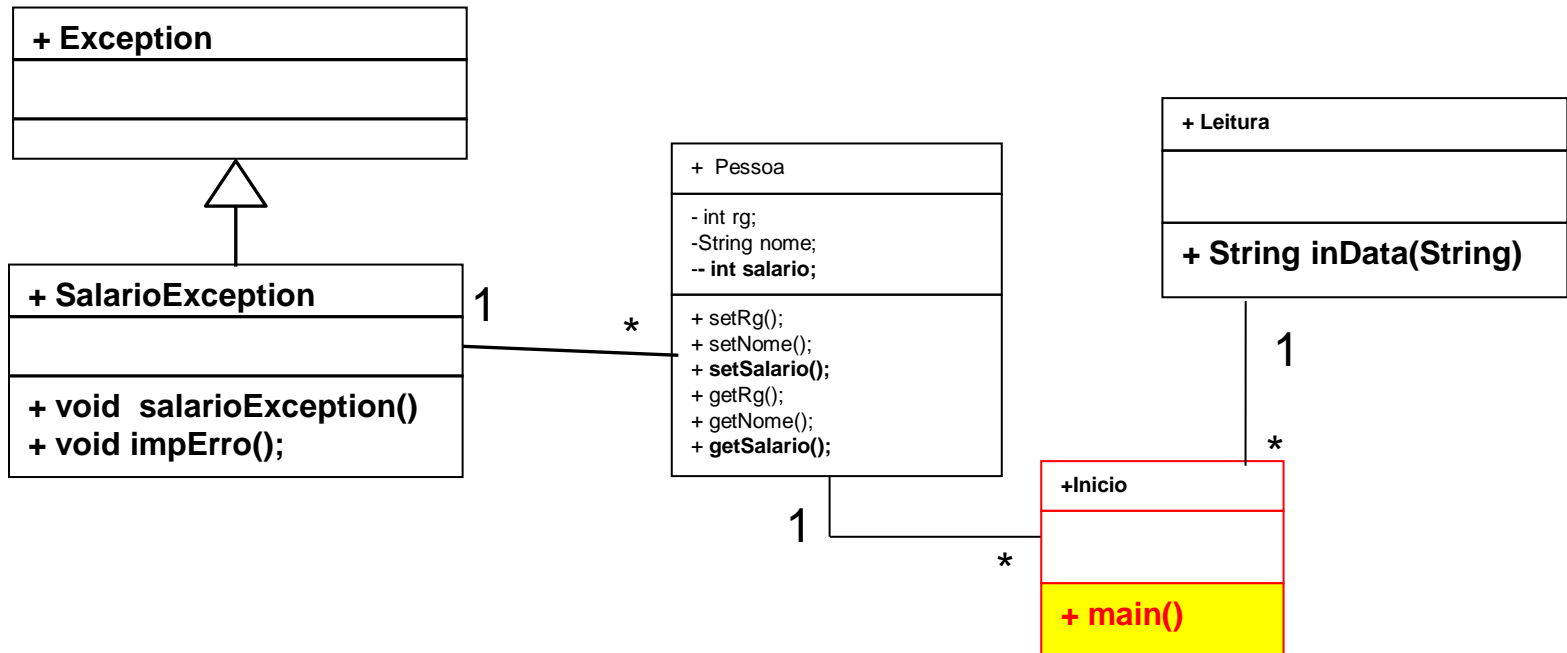 + Exception
+ SalarioException
+ void salarioException()
+ void impErro();
1
*
+ Pessoa
- int rg;
-String nome;
-- int salario;
+ setRg();
+ setNome();
+ setSalario();
+ getRg();
+ getNome();
+ getSalario();
1
*
+ Leitura
+ String inData(String)
1
*
+Inicio
+ main()